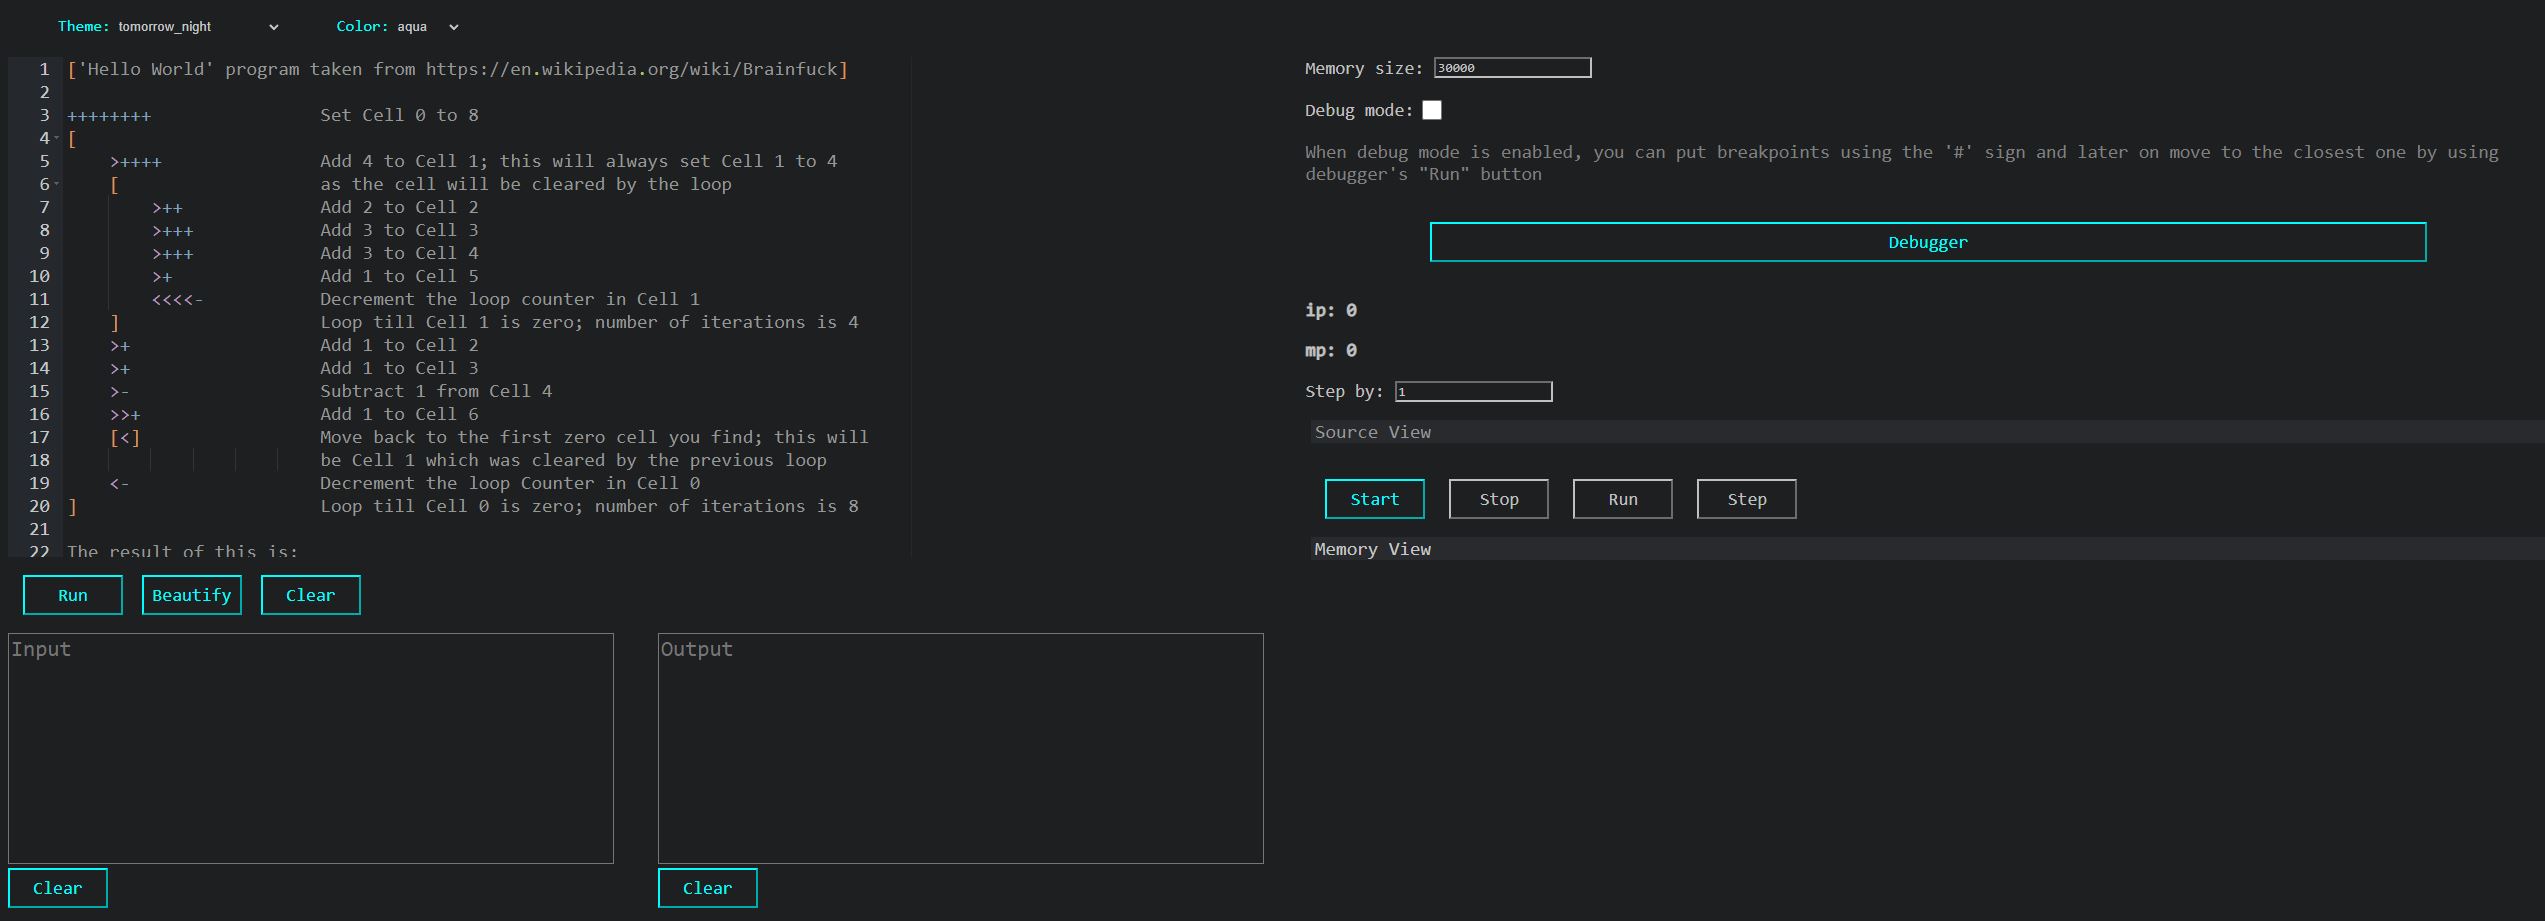 Theme: tomorrow_night Color: aqua
1 ['Hello World' program taken from https://en.wikipedia.org/wiki/Brainfuck]
2
3 ++++++++ Set Cell 0 to 8
4 [
5 >++++ Add 4 to Cell 1; this will always set Cell 1 to 4
6 [ as the cell will be cleared by the loop
7 >++ Add 2 to Cell 2
8 >+++ Add 3 to Cell 3
9 >+++ Add 3 to Cell 4
10 >+ Add 1 to Cell 5
11 <<<<- Decrement the loop counter in Cell 1
12 ] Loop till Cell 1 is zero; number of iterations is 4
13 >+ Add 1 to Cell 2
14 >+ Add 1 to Cell 3
15 >- Subtract 1 from Cell 4
16 >>+ Add 1 to Cell 6
17 [<] Move back to the first zero cell you find; this will
18 be Cell 1 which was cleared by the previous loop
19 <- Decrement the loop Counter in Cell 0
20 ] Loop till Cell 0 is zero; number of iterations is 8
21
22 The result of this is:
Run Beautify Clear
Input
Output
Clear
Clear
Memory size: 30000
Debug mode:
When debug mode is enabled, you can put breakpoints using the '#' sign and later on move to the closest one by using
debugger's "Run" button
Debugger
ip: 0
mp: 0
Step by: 1
Source View
Start Stop Run Step
Memory View